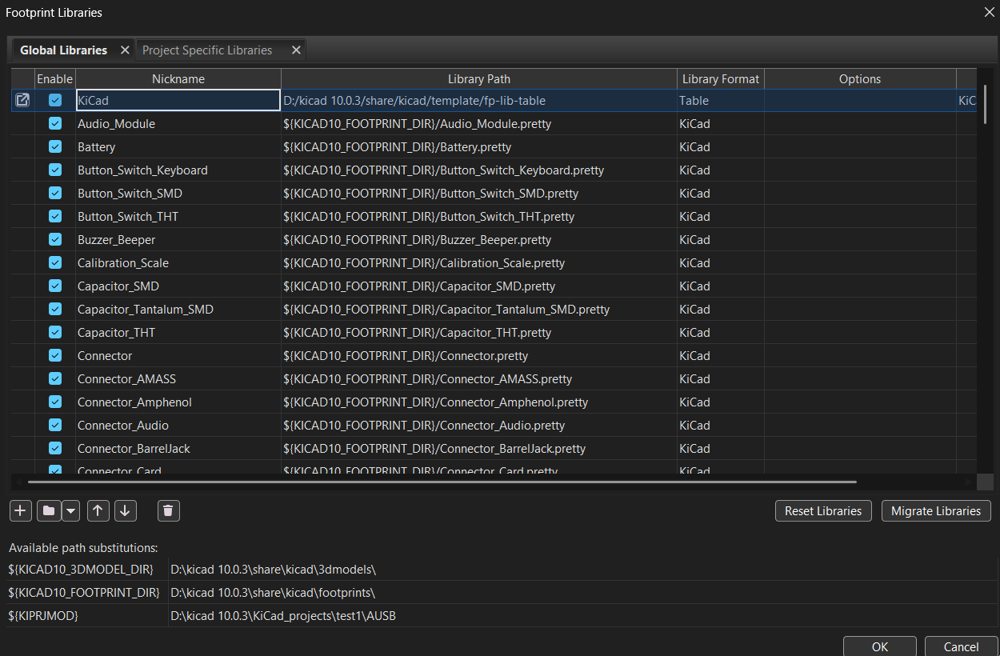 Footprint Libraries
Global Libraries Project Specific Libraries
Enable Nickname Library Path Library Format Options
KiCad D:/kicad 10.0.3/share/kicad/template/fp-lib-table Table KiC
Audio_Module ${KICAD10_FOOTPRINT_DIR}/Audio_Module.pretty KiCad
Battery ${KICAD10_FOOTPRINT_DIR}/Battery.pretty KiCad
Button_Switch_Keyboard ${KICAD10_FOOTPRINT_DIR}/Button_Switch_Keyboard.pretty KiCad
Button_Switch_SMD ${KICAD10_FOOTPRINT_DIR}/Button_Switch_SMD.pretty KiCad
Button_Switch_THT ${KICAD10_FOOTPRINT_DIR}/Button_Switch_THT.pretty KiCad
Buzzer_Beeper ${KICAD10_FOOTPRINT_DIR}/Buzzer_Beeper.pretty KiCad
Calibration_Scale ${KICAD10_FOOTPRINT_DIR}/Calibration_Scale.pretty KiCad
Capacitor_SMD ${KICAD10_FOOTPRINT_DIR}/Capacitor_SMD.pretty KiCad
Capacitor_Tantalum_SMD ${KICAD10_FOOTPRINT_DIR}/Capacitor_Tantalum_SMD.pretty KiCad
Capacitor_THT ${KICAD10_FOOTPRINT_DIR}/Capacitor_THT.pretty KiCad
Connector ${KICAD10_FOOTPRINT_DIR}/Connector.pretty KiCad
Connector_AMASS ${KICAD10_FOOTPRINT_DIR}/Connector_AMASS.pretty KiCad
Connector_Amphenol ${KICAD10_FOOTPRINT_DIR}/Connector_Amphenol.pretty KiCad
Connector_Audio ${KICAD10_FOOTPRINT_DIR}/Connector_Audio.pretty KiCad
Connector_BarrelJack ${KICAD10_FOOTPRINT_DIR}/Connector_BarrelJack.pretty KiCad
Connector_Card ${KICAD10_FOOTPRINT_DIR}/Connector_Card.pretty KiCad
Reset Libraries Migrate Libraries
Available path substitutions:
${KICAD10_3DMODEL_DIR} D:\kicad 10.0.3\share\kicad\3dmodels\
${KICAD10_FOOTPRINT_DIR} D:\kicad 10.0.3\share\kicad\footprints\
${KIPRJMOD} D:\kicad 10.0.3\KiCad_projects\test1\AUSB
OK Cancel